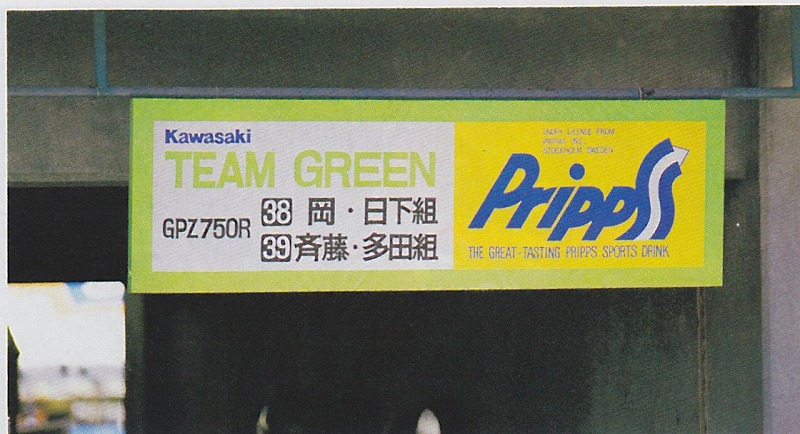 Kawasaki
TEAM GREEN
GPZ750R
38 岡・日下組
39 斉藤・多田組
UNDER LICENSE FROM
PRIPPS INC.
STOCKHOLM SWEDEN
Pripps
THE GREAT-TASTING PRIPPS SPORTS DRINK